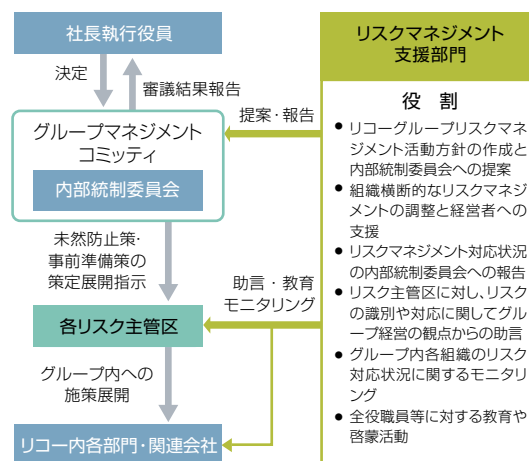 社長執行役員
決定
審議結果報告
グループマネジメント
コミッティ
内部統制委員会
未然防止策・
事前準備策の
策定展開指示
各リスク主管区
グループ内への
施策展開
リコー内各部門・関連会社
提案・報告
助言・教育
モニタリング
リスクマネジメント
支援部門
役 割
● リコーグループリスクマネ
ジメント活動方針の作成と
内部統制委員会への提案
● 組織横断的なリスクマネジ
メントの調整と経営者への
支援
● リスクマネジメント対応状況
の内部統制委員会への報告
● リスク主管区に対し、リスク
の識別や対応に関してグル
ープ経営の観点からの助言
● グループ内各組織のリスク
対応状況に関するモニタリ
ング
● 全役職員等に対する教育や
啓蒙活動